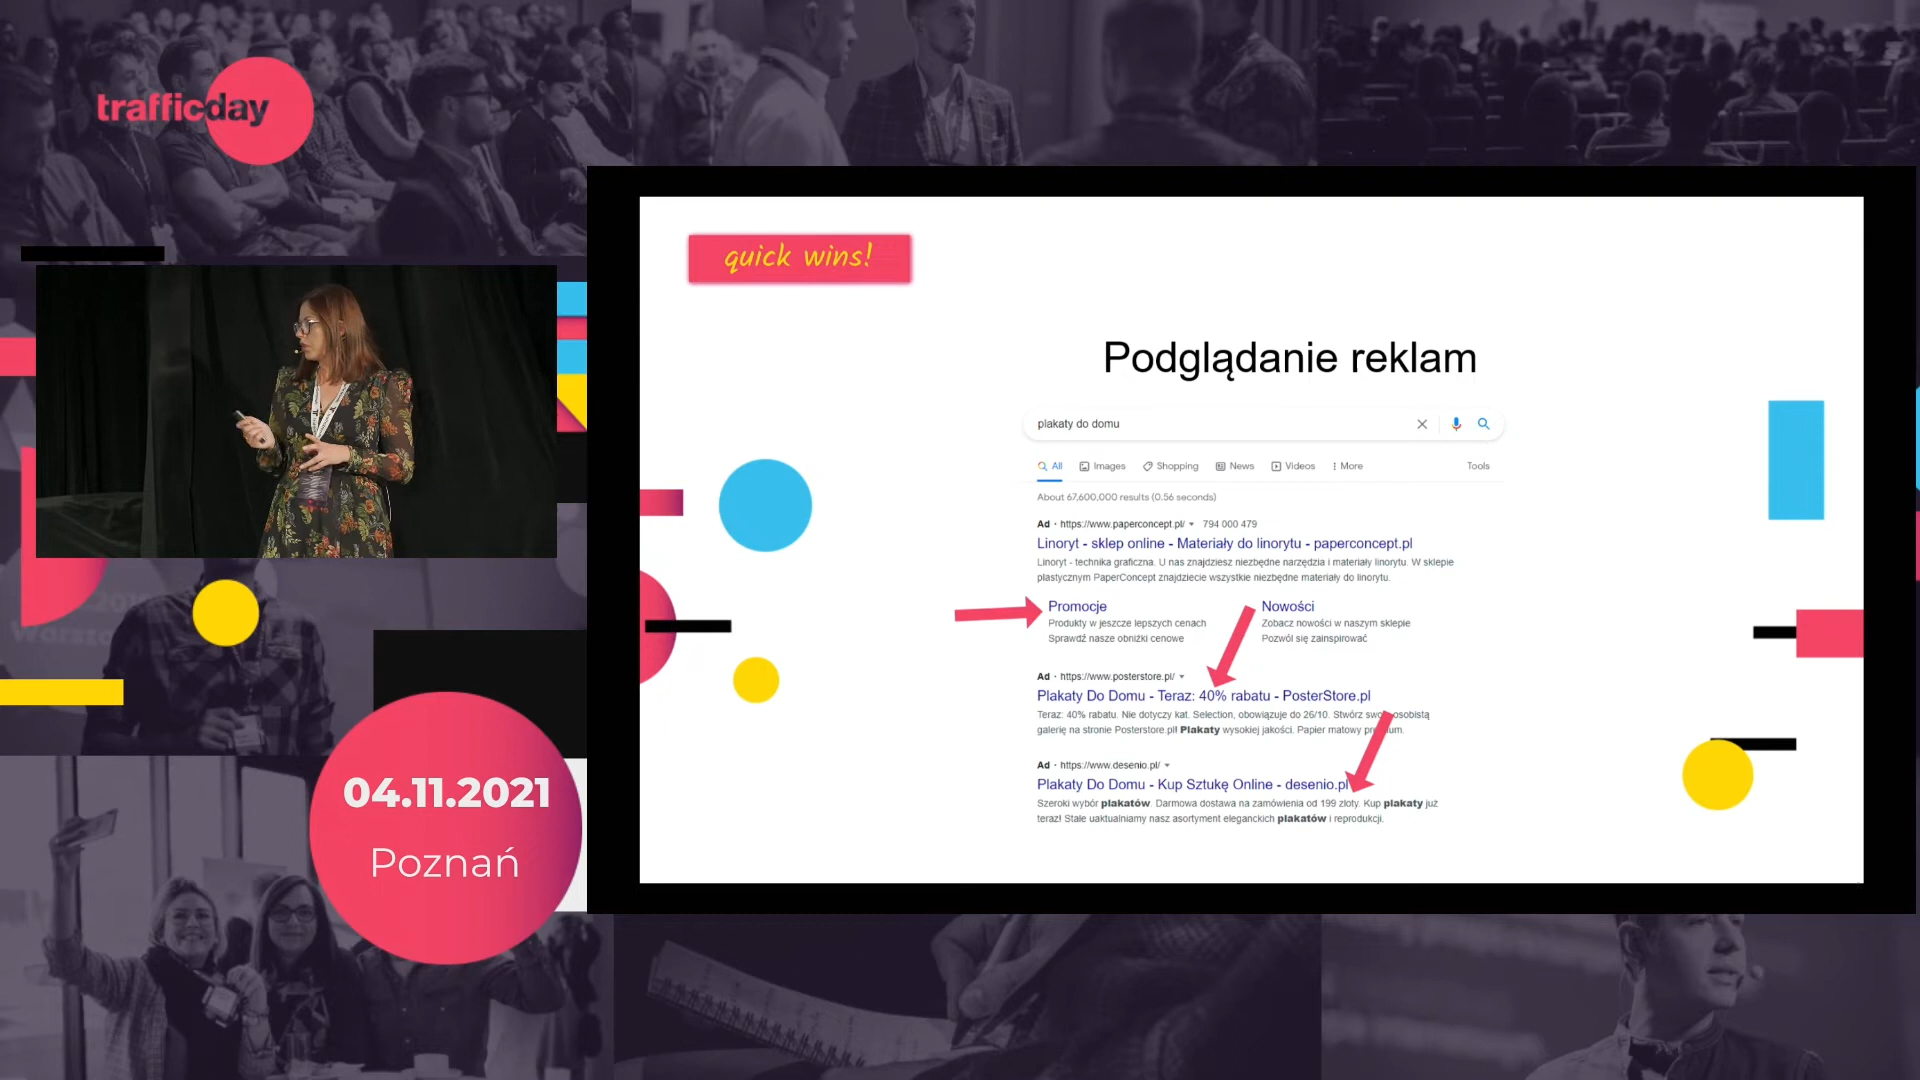 trafficday
quick wins!
Podglądanie reklam
plakaty do domu
All Images Shopping News Videos More Tools
About 67,600,000 results (0.56 seconds)
Ad · https://www.paperconcept.pl/ 794 000 479
Linoryt - sklep online - Materiały do linorytu - paperconcept.pl
Linoryt - technika graficzna. U nas znajdziesz niezbędne narzędzia i materiały linorytu. W sklepie
plastycznym PaperConcept znajdziecie wszystkie niezbędne materiały do linorytu.
Promocje
Produkty w jeszcze lepszych cenach
Sprawdź nasze obniżki cenowe
Nowości
Zobacz nowości w naszym sklepie
Pozwól się zainspirować
Ad · https://www.posterstore.pl/
Plakaty Do Domu - Teraz: 40% rabatu - PosterStore.pl
Teraz: 40% rabatu. Nie dotyczy kat. Selection, obowiązuje do 26/10. Stwórz osobistą
galerię na stronie Posterstore.pl! Plakaty wysokiej jakości. Papier matowy
Ad · https://www.desenio.pl/
Plakaty Do Domu - Kup Sztukę Online - desenio.pl
Szeroki wybór plakatów. Darmowa dostawa na zamówienia od 199 zloty. Kup plakaty już
teraz! Stale uaktualniamy nasz asortyment eleganckich plakatów i reprodukcji.
04.11.2021
Poznań